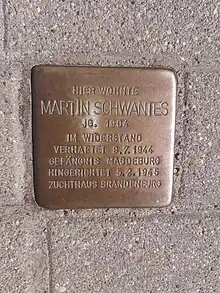 HIER WOHNTE
MARTIN SCHWANTES
JG. 1904
IM WIDERSTAND
VERHAFTET 9.7.1944
GEFÄNGNIS MAGDEBURG
HINGERICHTET 5.2.1945
ZUCHTHAUS BRANDENBURG